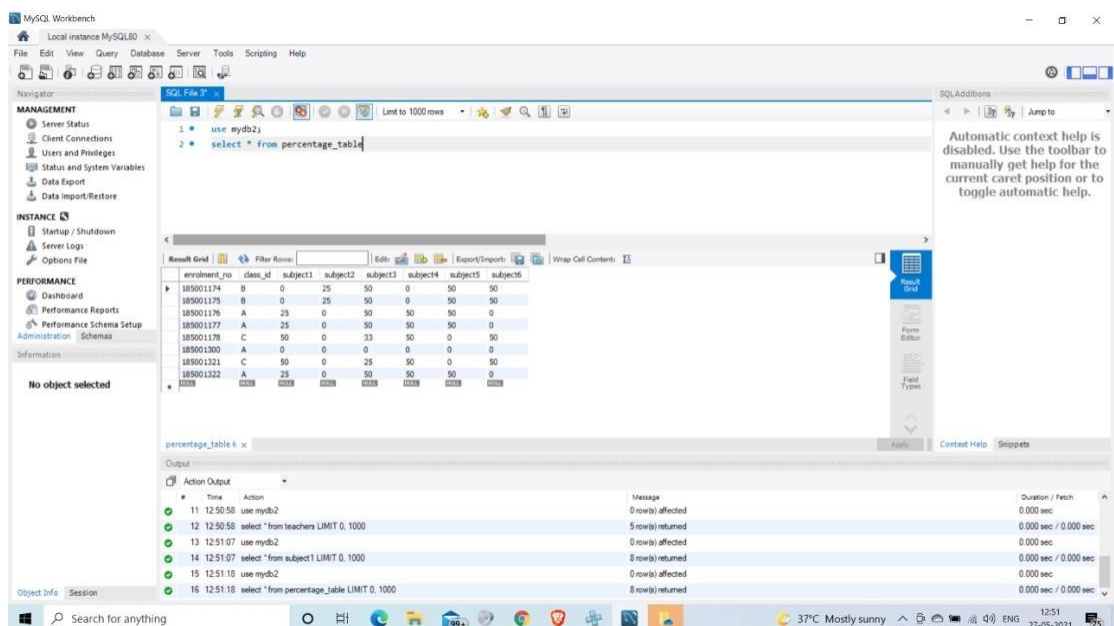 MySQL Workbench
Local instance MySQL80 ×
File Edit View Query Database Server Tools Scripting Help
Navigator
SQL File 3* ×
SQLAdditions
MANAGEMENT
Server Status
Client Connections
Users and Privileges
Status and System Variables
Data Export
Data Import/Restore
INSTANCE
Startup / Shutdown
Server Logs
Options File
PERFORMANCE
Dashboard
Performance Reports
Performance Schema Setup
Administration Schemas
Information
No object selected
Object Info Session
Limit to 1000 rows
1 use mydb2;
2 select * from percentage_table
Jump to
Automatic context help is
disabled. Use the toolbar to
manually get help for the
current caret position or to
toggle automatic help.
Result Grid Filter Rows: Edit: Export/Import: Wrap Cell Content:
enrolment_no class_id subject1 subject2 subject3 subject4 subject5 subject6
185001174 B 0 25 50 0 50 50
185001175 B 0 25 50 0 50 50
185001176 A 25 0 50 50 50 0
185001177 A 25 0 50 50 50 0
185001178 C 50 0 33 50 0 50
185001300 A 0 0 0 0 0 0
185001321 C 50 0 25 50 0 50
185001322 A 25 0 50 50 50 0
NULL NULL NULL NULL NULL NULL NULL NULL
Result
Grid
Form
Editor
Field
Types
percentage_table 6 ×
Apply
Context Help Snippets
Output
Action Output
# Time Action Message Duration / Fetch
11 12:50:58 use mydb2 0 row(s) affected 0.000 sec
12 12:50:58 select * from teachers LIMIT 0, 1000 5 row(s) returned 0.000 sec / 0.000 sec
13 12:51:07 use mydb2 0 row(s) affected 0.000 sec
14 12:51:07 select * from subject1 LIMIT 0, 1000 8 row(s) returned 0.000 sec / 0.000 sec
15 12:51:18 use mydb2 0 row(s) affected 0.000 sec
16 12:51:18 select * from percentage_table LIMIT 0, 1000 8 row(s) returned 0.000 sec / 0.000 sec
Search for anything
99+
37°C Mostly sunny
ENG
12:51
27-05-2021
25